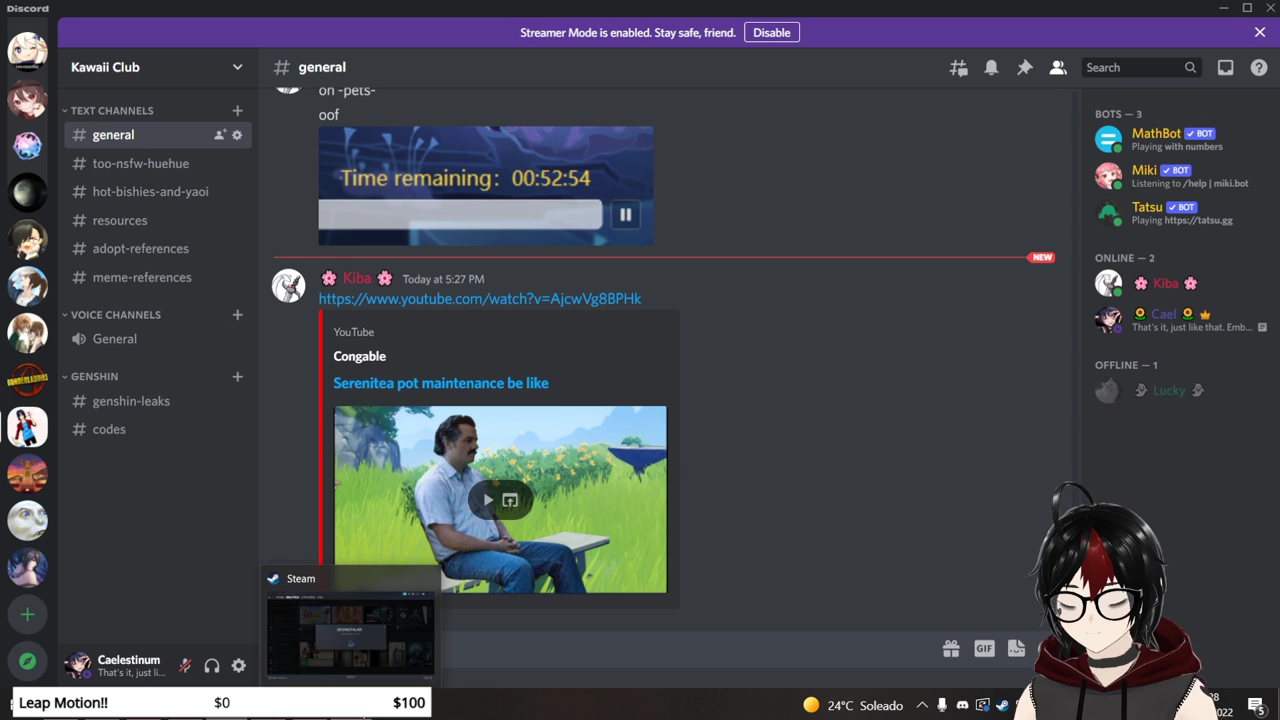 Discord
Streamer Mode is enabled. Stay safe, friend.
Disable
Kawaii Club
general
Search
TEXT CHANNELS
general
too-nsfw-huehue
hot-bishies-and-yaoi
resources
adopt-references
meme-references
VOICE CHANNELS
General
GENSHIN
genshin-leaks
codes
Caelestinum
That's it, just li...
on -pets-
oof
Time remaining: 00:52:54
NEW
Kiba Today at 5:27 PM
https://www.youtube.com/watch?v=AjcwVg8BPHk
YouTube
Congable
Serenitea pot maintenance be like
Steam
GIF
BOTS — 3
MathBot BOT
Playing with numbers
Miki BOT
Listening to /help | miki.bot
Tatsu BOT
Playing https://tatsu.gg
ONLINE — 2
Kiba
Cael
That's it, just like that. Emb...
OFFLINE — 1
Lucky
Leap Motion!! $0 $100
24°C Soleado
5